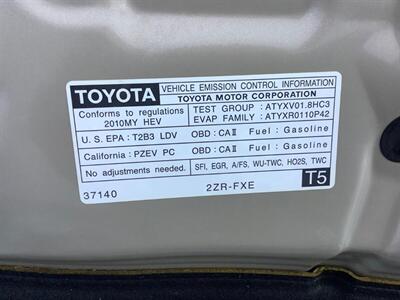 TOYOTA VEHICLE EMISSION CONTROL INFORMATION
TOYOTA MOTOR CORPORATION
Conforms to regulations TEST GROUP : ATYXV01.8HC3
2010MY HEV EVAP FAMILY : ATYXR0110P42
U.S. EPA : T2B3 LDV OBD : CAⅡ Fuel : Gasoline
California : PZEV PC OBD : CAⅡ Fuel : Gasoline
No adjustments needed. SFI, EGR, A/FS, WU-TWC, HO2S, TWC
37140 2ZR-FXE T5